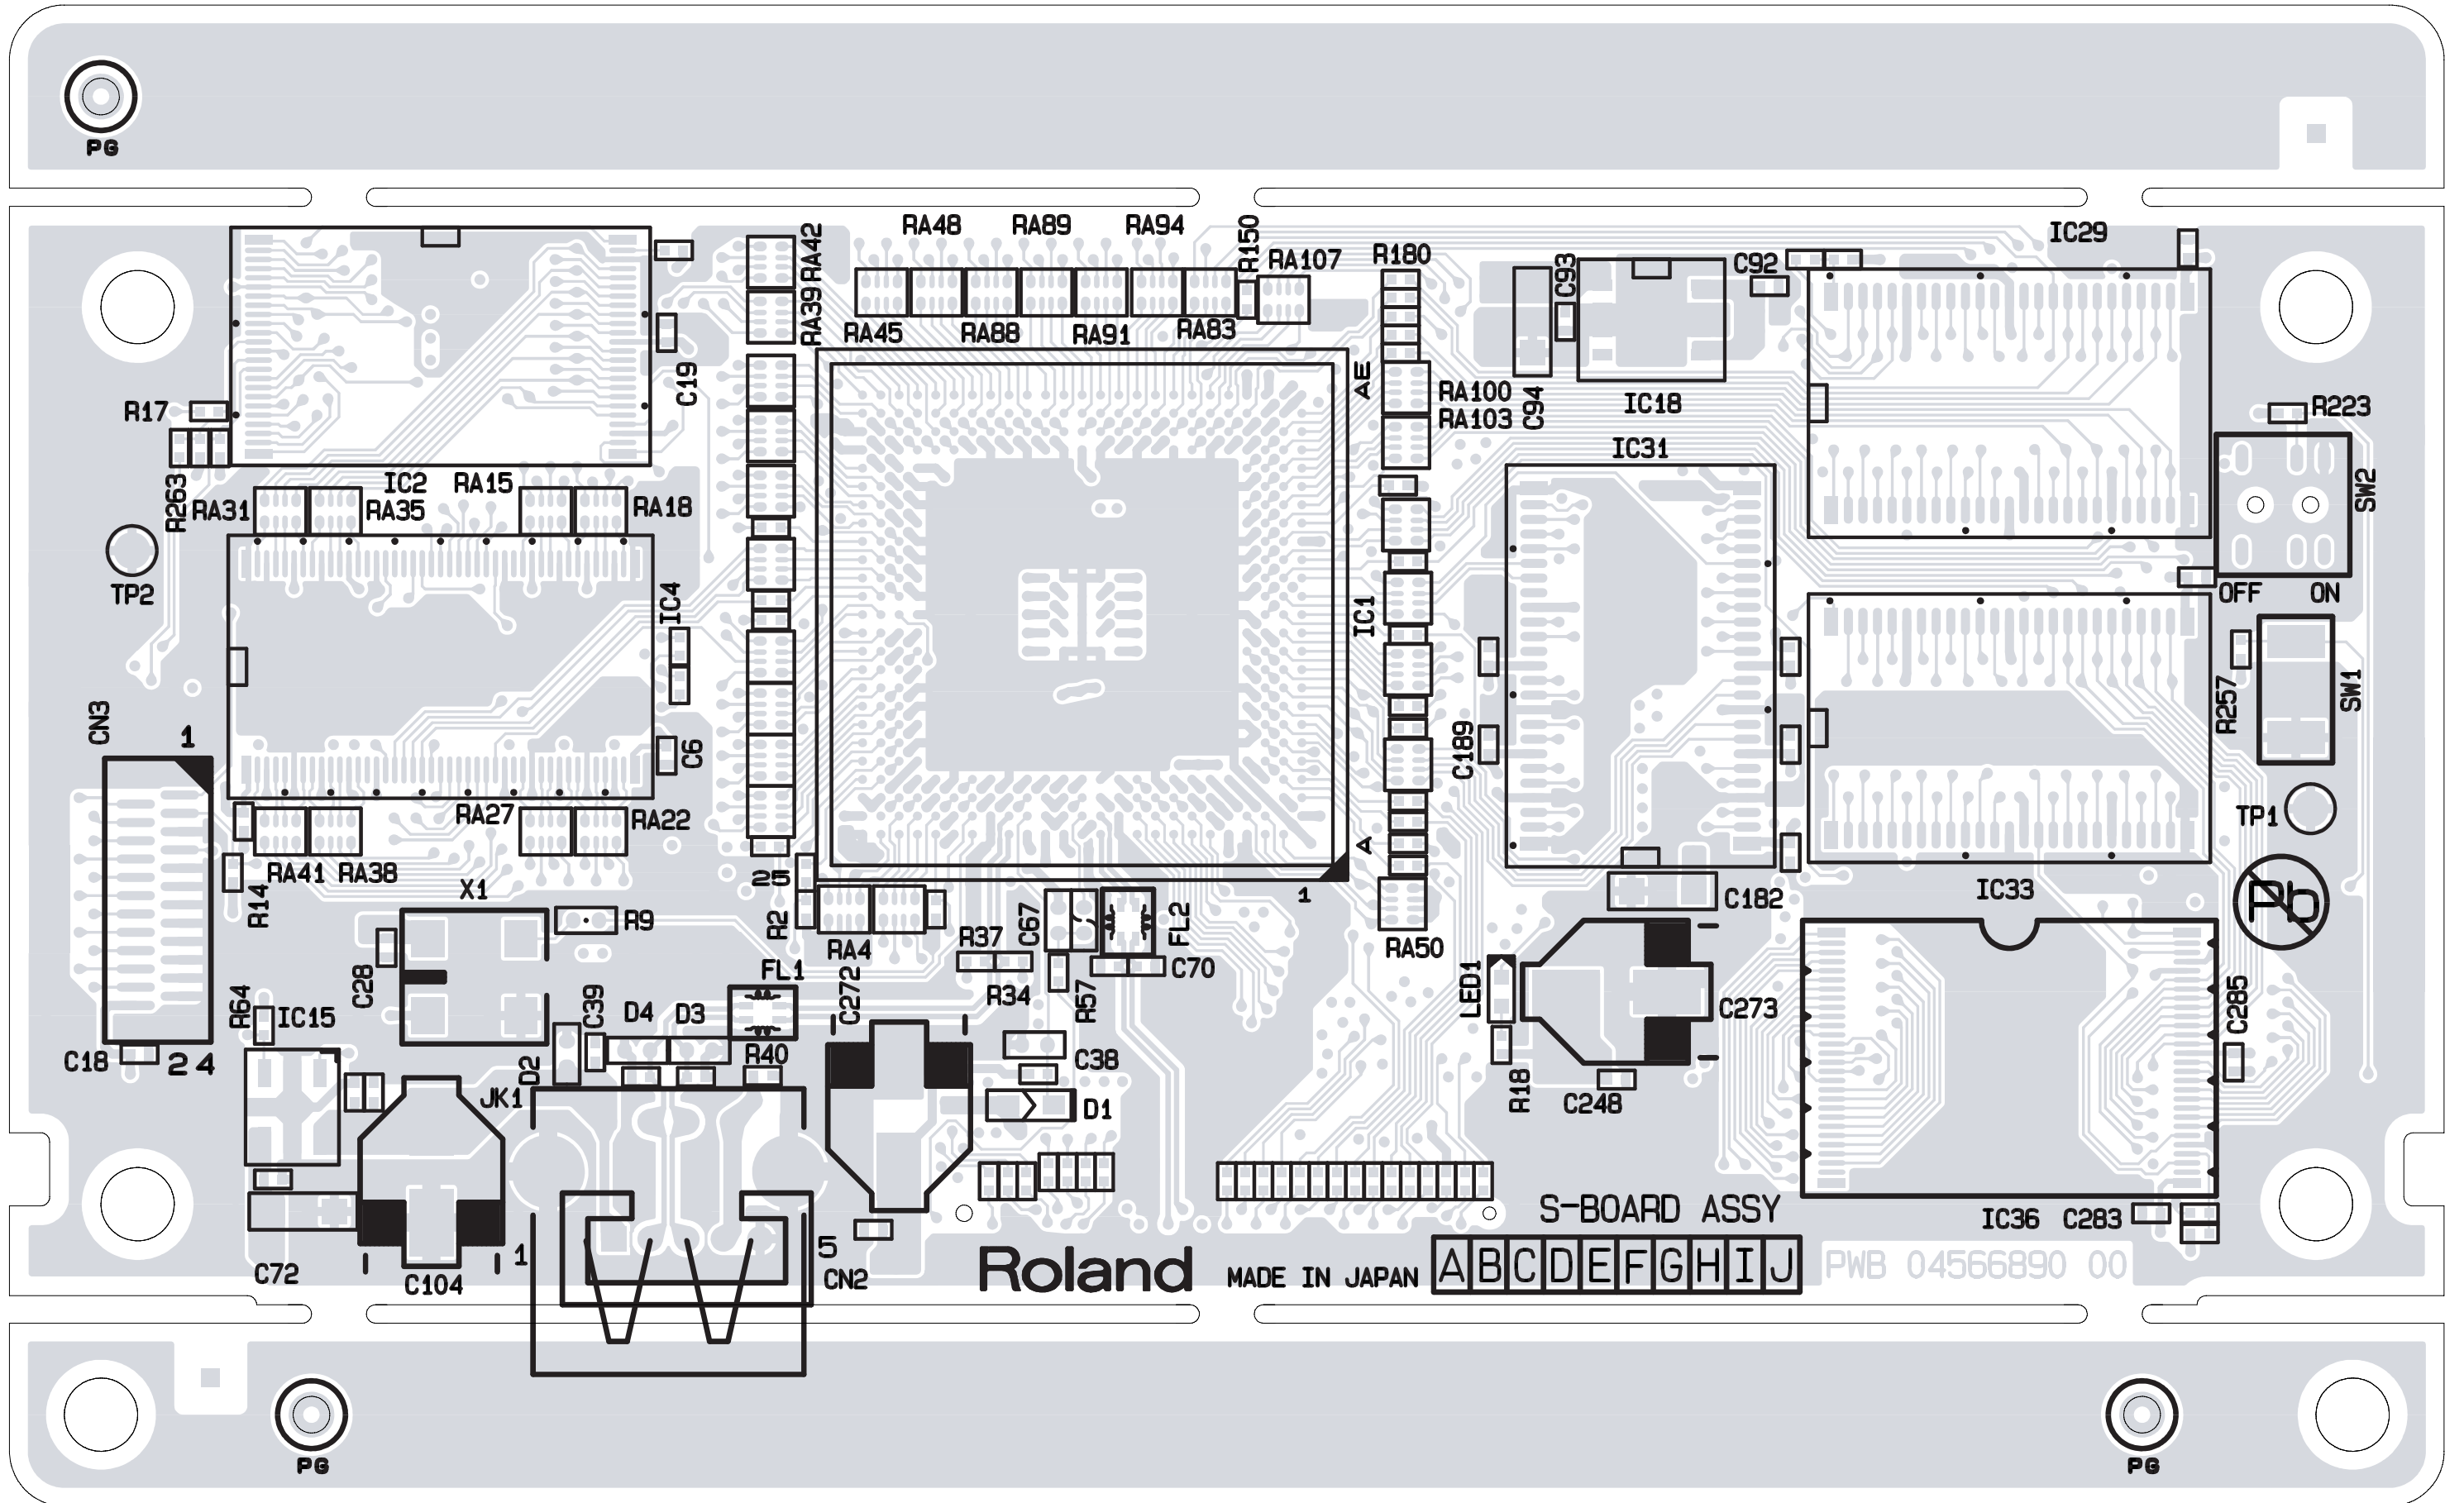 PG
RA48 RA89 RA94
R150
RA42
IC29
R180
RA107
C93
C92
RA39
RA45 RA88 RA91 RA83
C19
AE
RA100
C94
IC18
R17
RA103
R223
IC31
IC2 RA15
R263
RA31 RA35 RA18
SW2
TP2
IC4
IC1
OFF ON
CN3
1
C6
C189
R257
SW1
RA27 RA22
TP1
A
RA41 RA38
25
X1
R14
1
IC33
Pb
C182
R2
R9
C67
FL2
RA4
R37
RA50
FL1
C70
C28
C272
R34
LED1
R64
IC15
C39
D4 D3
R57
C273
C285
C18 24
D2
R40
C38
JK1
D1
R18
C248
S-BOARD ASSY
IC36 C283
1
5
C72
C104
CN2
Roland
MADE IN JAPAN
A B C D E F G H I J
PWB 04566890 00
PG
PG